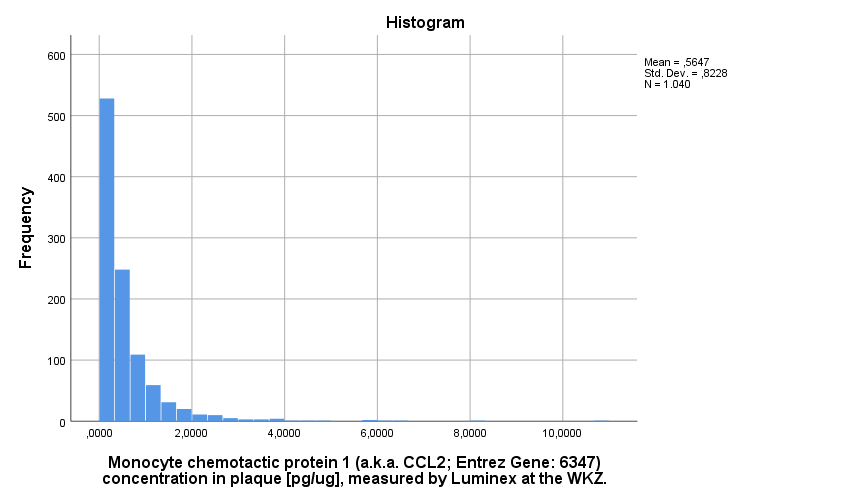 Histogram
Mean = ,5647
Std. Dev. = ,8228
N = 1.040
600
500
400
300
200
100
0
Frequency
,0000
2,0000
4,0000
6,0000
8,0000
10,0000
Monocyte chemotactic protein 1 (a.k.a. CCL2; Entrez Gene: 6347)
concentration in plaque [pg/ug], measured by Luminex at the WKZ.